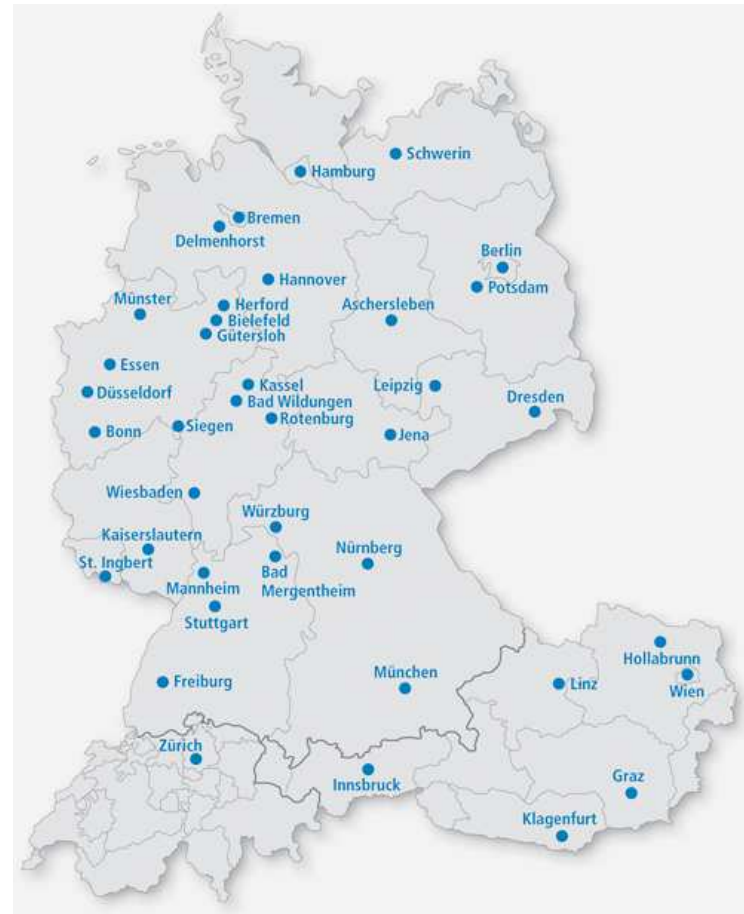 Schwerin
Hamburg
Bremen
Delmenhorst
Berlin
Hannover
Potsdam
Münster
Herford
Aschersleben
Bielefeld
Gütersloh
Essen
Kassel
Leipzig
Düsseldorf
Bad Wildungen
Dresden
Rotenburg
Siegen
Bonn
Jena
Wiesbaden
Würzburg
Kaiserslautern
Nürnberg
St. Ingbert
Bad
Mergentheim
Mannheim
Stuttgart
Hollabrunn
Freiburg
München
Linz
Wien
Zürich
Innsbruck
Graz
Klagenfurt